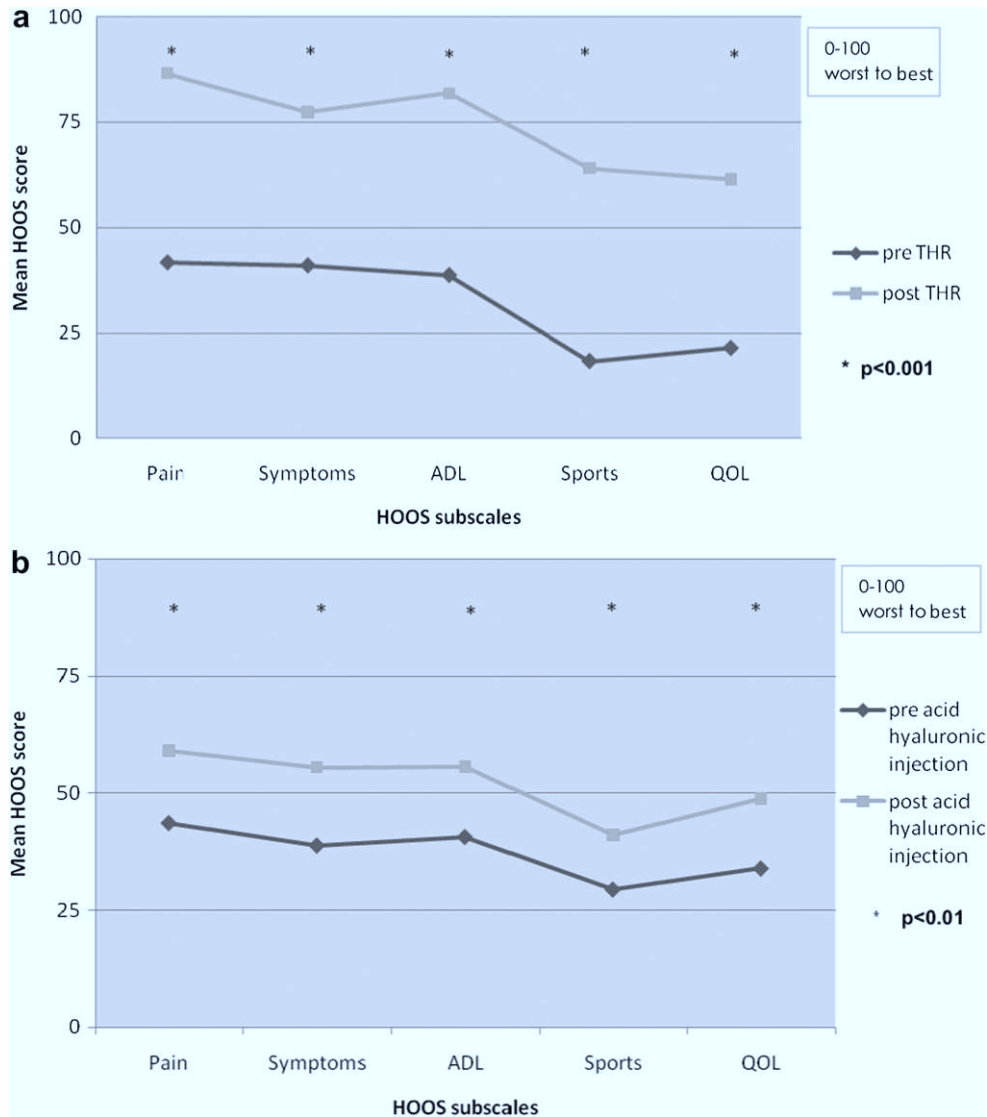 a
100
75
50
25
0
Mean HOOS score
* * * * *
Pain Symptoms ADL Sports QOL
HOOS subscales
0-100
worst to best
pre THR
post THR
* p<0.001
b
100
75
50
25
0
Mean HOOS score
* * * * *
Pain Symptoms ADL Sports QOL
HOOS subscales
0-100
worst to best
pre acid
hyaluronic
injection
post acid
hyaluronic
injection
* p<0.01